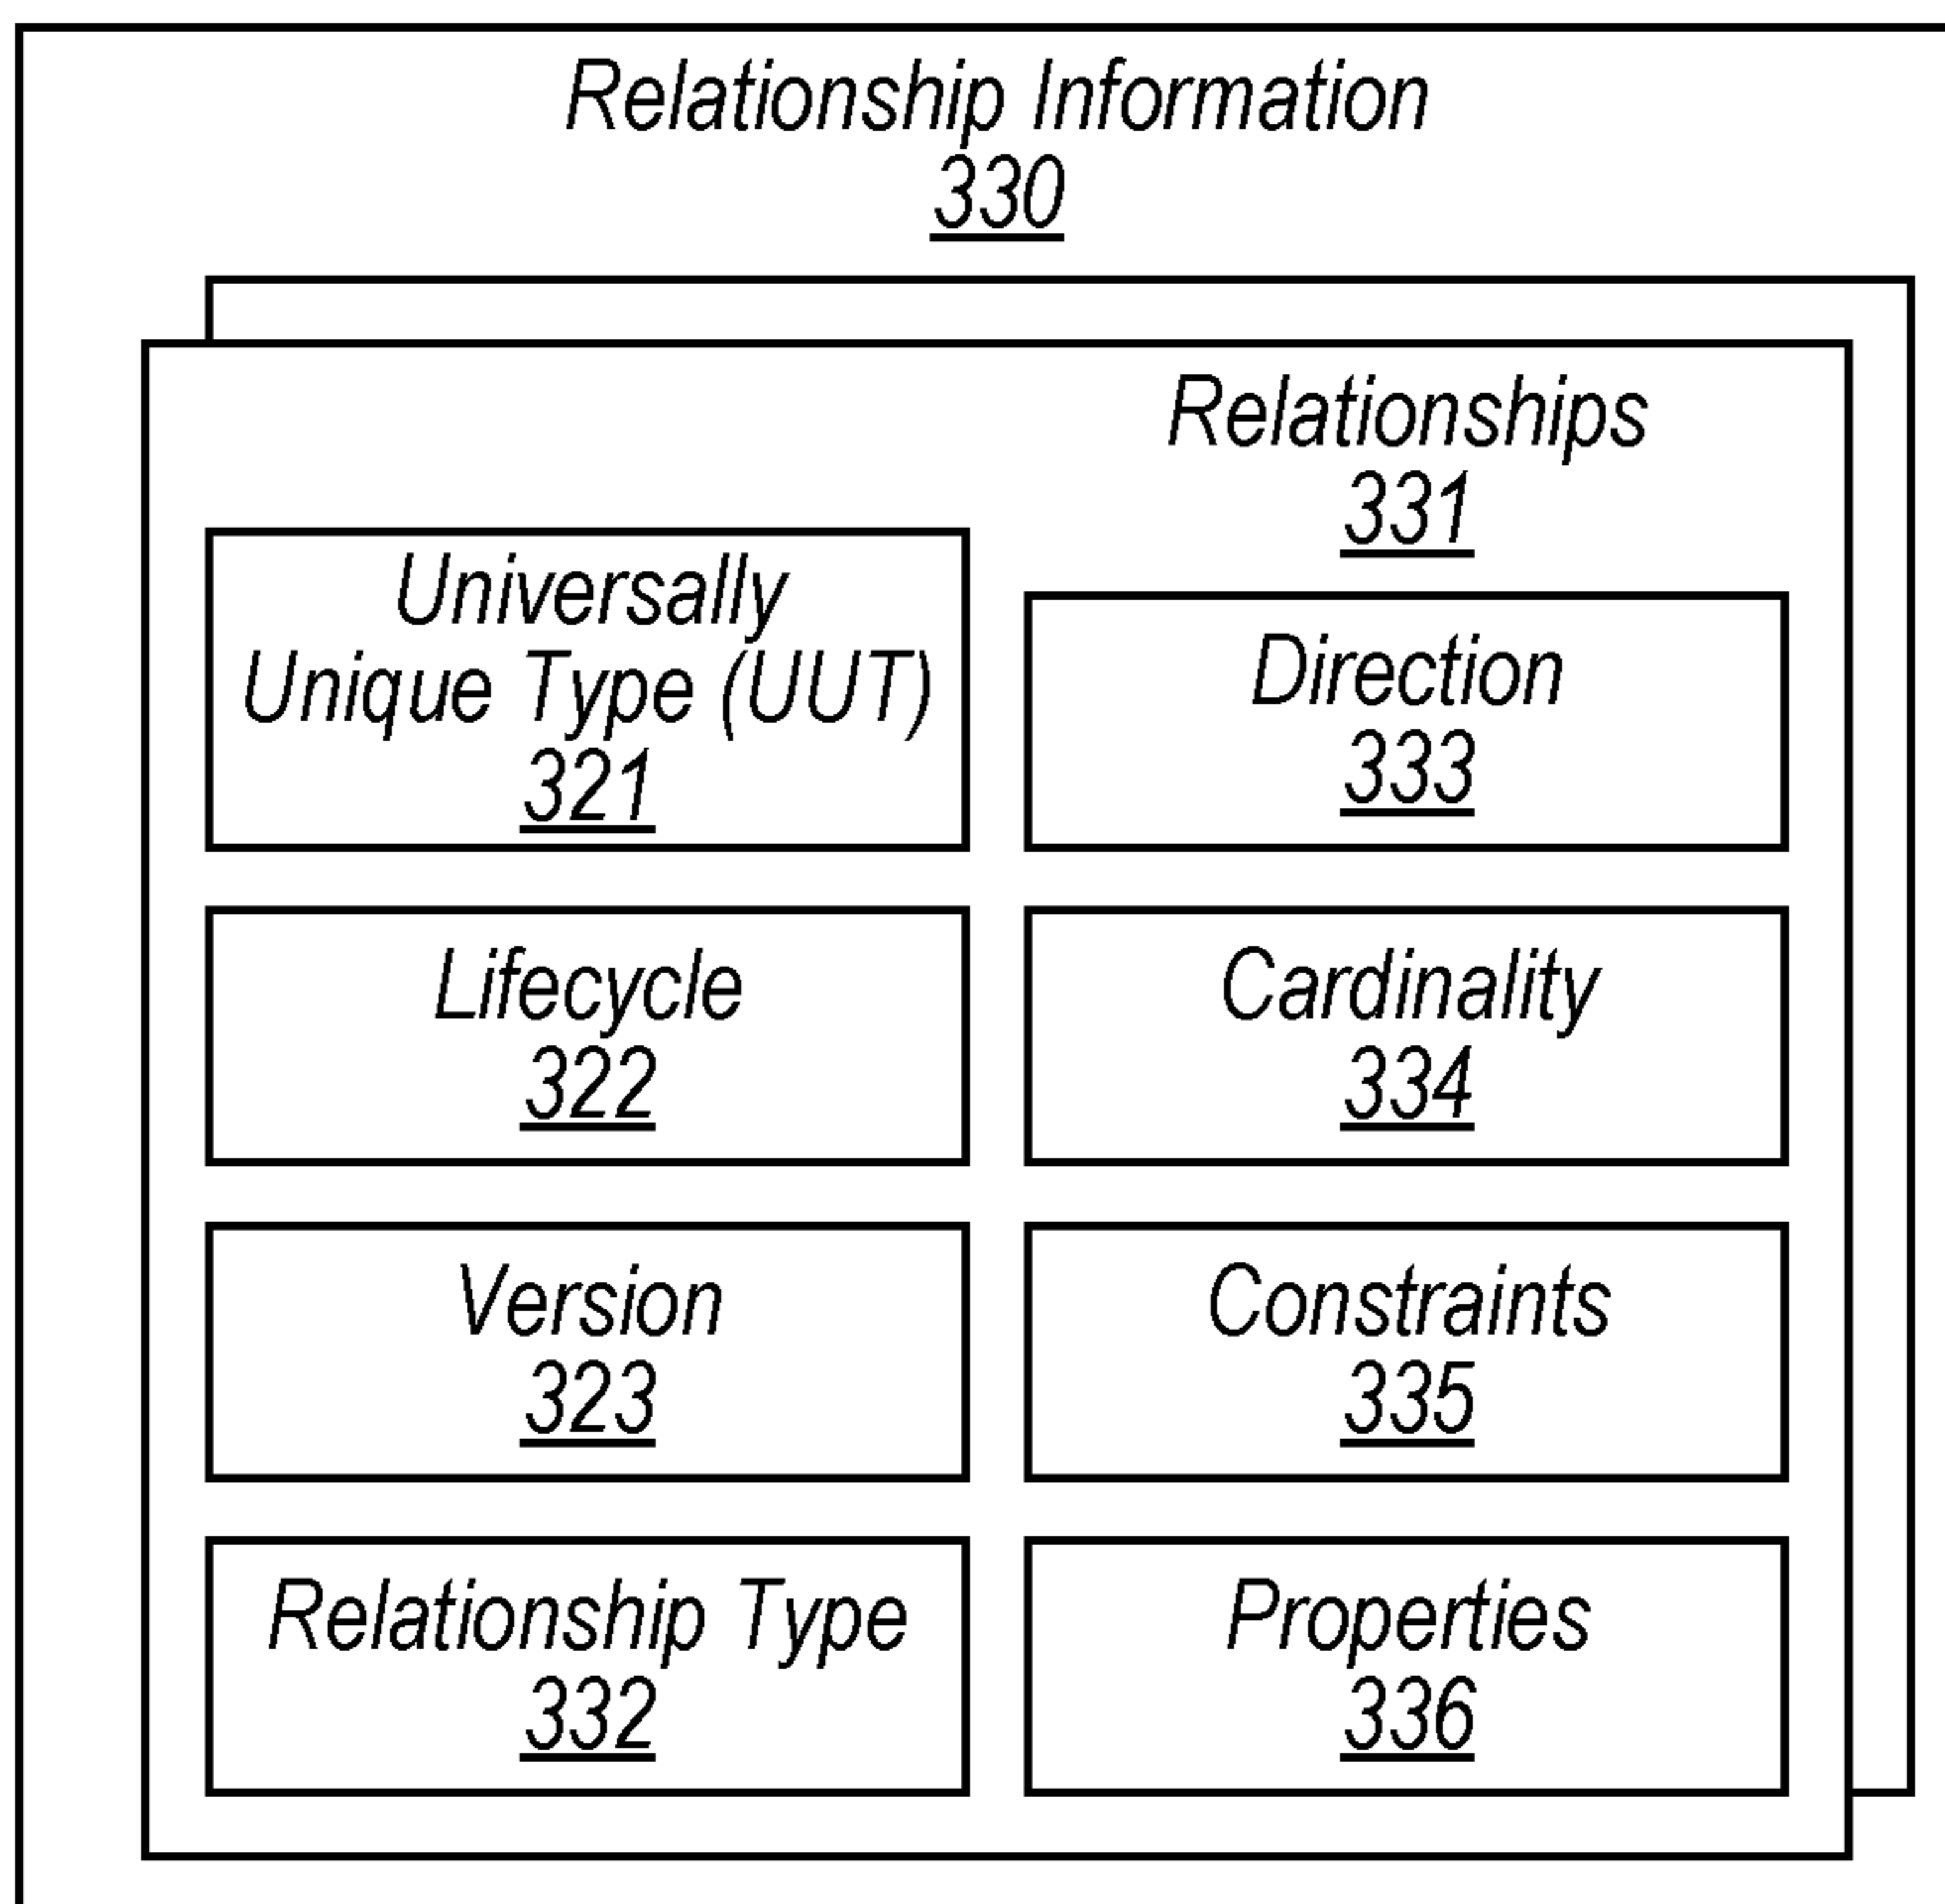 Relationship Information
330
Relationships
331
Universally
Unique Type (UUT)
321
Direction
333
Lifecycle
322
Cardinality
334
Version
323
Constraints
335
Relationship Type
332
Properties
336